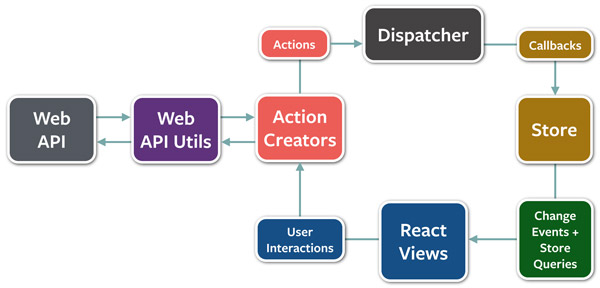 Actions
Dispatcher
Callbacks
Web
API
Web
API Utils
Action
Creators
Store
User
Interactions
React
Views
Change
Events +
Store
Queries